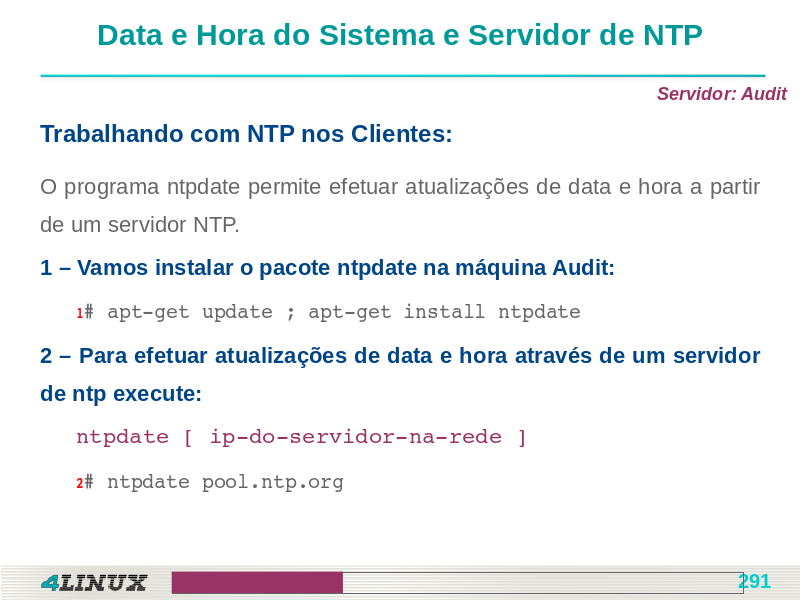 Data e Hora do Sistema e Servidor de NTP
Servidor: Audit
Trabalhando com NTP nos Clientes:
O programa ntpdate permite efetuar atualizações de data e hora a partir
de um servidor NTP.
1 – Vamos instalar o pacote ntpdate na máquina Audit:
1# apt-get update ; apt-get install ntpdate
2 – Para efetuar atualizações de data e hora através de um servidor
de ntp execute:
ntpdate [ ip-do-servidor-na-rede ]
2# ntpdate pool.ntp.org
4LINUX
291